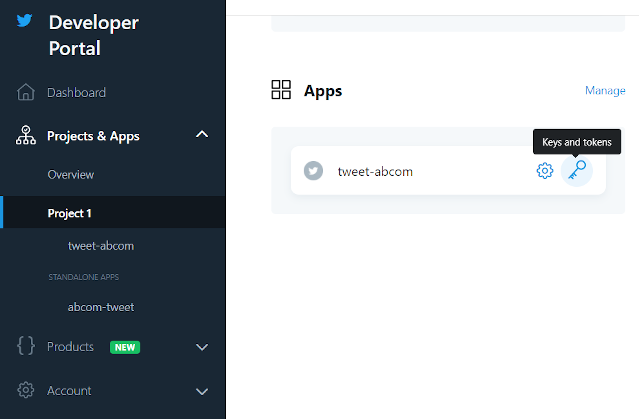 Developer
Portal
Dashboard
Projects & Apps
Overview
Project 1
tweet-abcom
STANDALONE APPS
abcom-tweet
Products NEW
Account
Apps
Manage
Keys and tokens
tweet-abcom